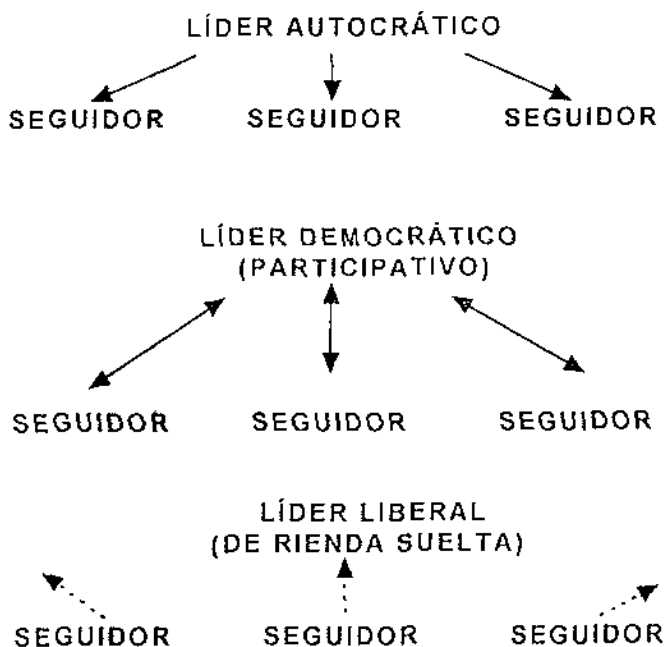 LÍDER AUTOCRÁTICO
SEGUIDOR SEGUIDOR SEGUIDOR
LÍDER DEMOCRÁTICO
(PARTICIPATIVO)
SEGUIDOR SEGUIDOR SEGUIDOR
LÍDER LIBERAL
(DE RIENDA SUELTA)
SEGUIDOR SEGUIDOR SEGUIDOR